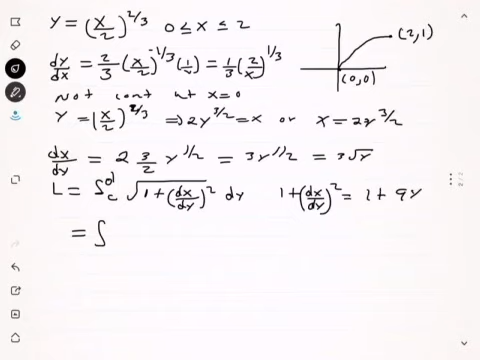 Y = (x/2)^2/3 0 ≤ x ≤ 2
(2,1)
(0,0)
dy/dx = 2/3 (x/2)^-1/3 (1/2) = 1/3 (2/x)^1/3
Not cont at x=0
Y = (x/2)^2/3 ⇒ 2y^3/2 = x or x = 2y^3/2
dx/dy = 2 3/2 y^1/2 = 3y^1/2 = 3√y
L = ∫_c^d √(1+(dx/dy)^2) dy 1+(dx/dy)^2 = 1 + 9y
= ∫